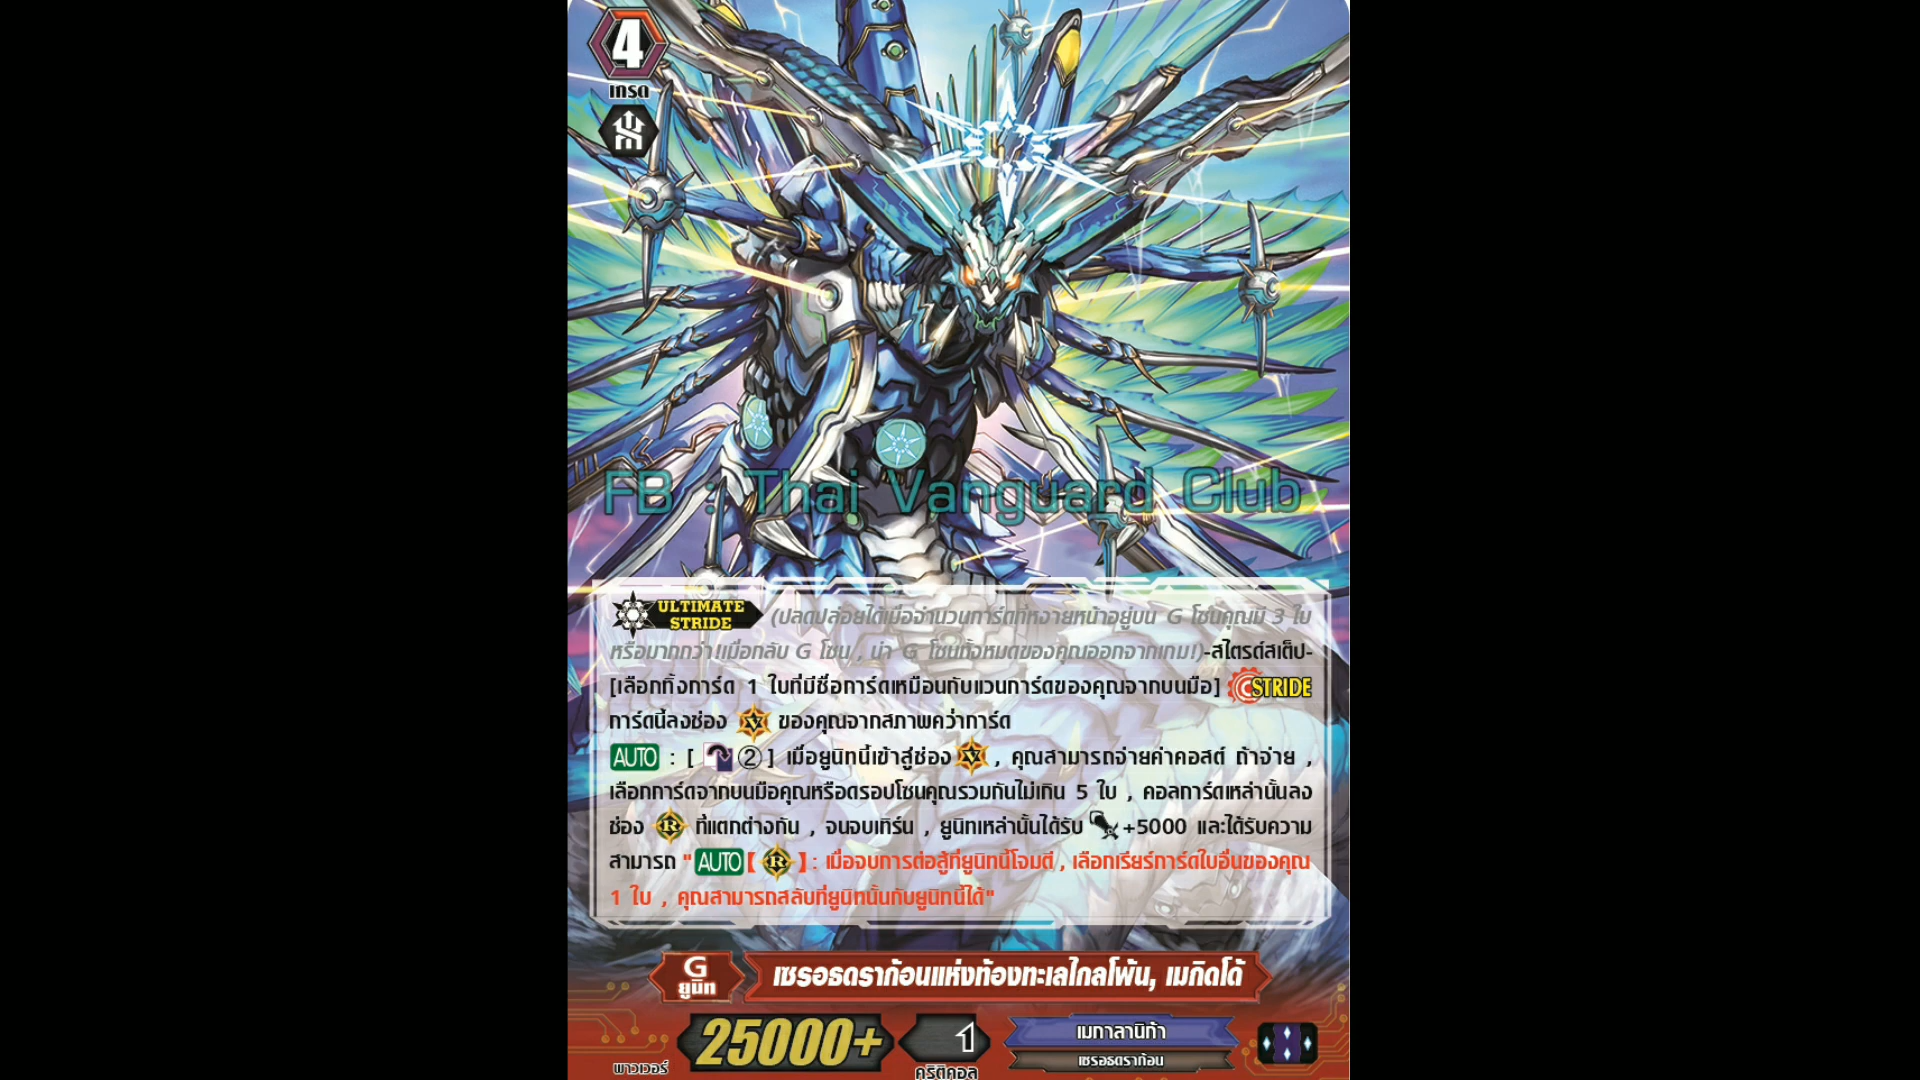 4
เกรด
FB : Thai Vanguard Club
ULTIMATE STRIDE (ปลดปล่อยได้เมื่อจำนวนการ์ดที่หงายหน้าอยู่บน G โซนคุณมี 3 ใบ
หรือมากกว่า!เมื่อกลับ G โซน , นำ G โซนทั้งหมดของคุณออกจากเกม!)-สไตรด์สเต็ป-
[เลือกทิ้งการ์ด 1 ใบที่มีชื่อการ์ดเหมือนกับแวนการ์ดของคุณจากบนมือ] STRIDE
การ์ดนี้ลงช่อง V ของคุณจากสภาพคว่ำการ์ด
AUTO : [ ② ] เมื่อยูนิทนี้เข้าสู่ช่อง V , คุณสามารถจ่ายค่าคอสต์ ถ้าจ่าย ,
เลือกการ์ดจากบนมือคุณหรือดรอปโซนคุณรวมกันไม่เกิน 5 ใบ , คอลการ์ดเหล่านั้นลง
ช่อง R ที่แตกต่างกัน , จนจบเทิร์น , ยูนิทเหล่านั้นได้รับ +5000 และได้รับความ
สามารถ "AUTO【 R 】: เมื่อจบการต่อสู้ที่ยูนิทนี้โจมตี , เลือกเรียร์การ์ดใบอื่นของคุณ
1 ใบ , คุณสามารถสลับที่ยูนิทนั้นกับยูนิทนี้ได้"
G
ยูนิท
เซรอธดราก้อนแห่งท้องทะเลไกลโพ้น, เมกิดโด้
25000+
พาวเวอร์
1
คริติคอล
เมกาลานิก้า
เซรอธดราก้อน